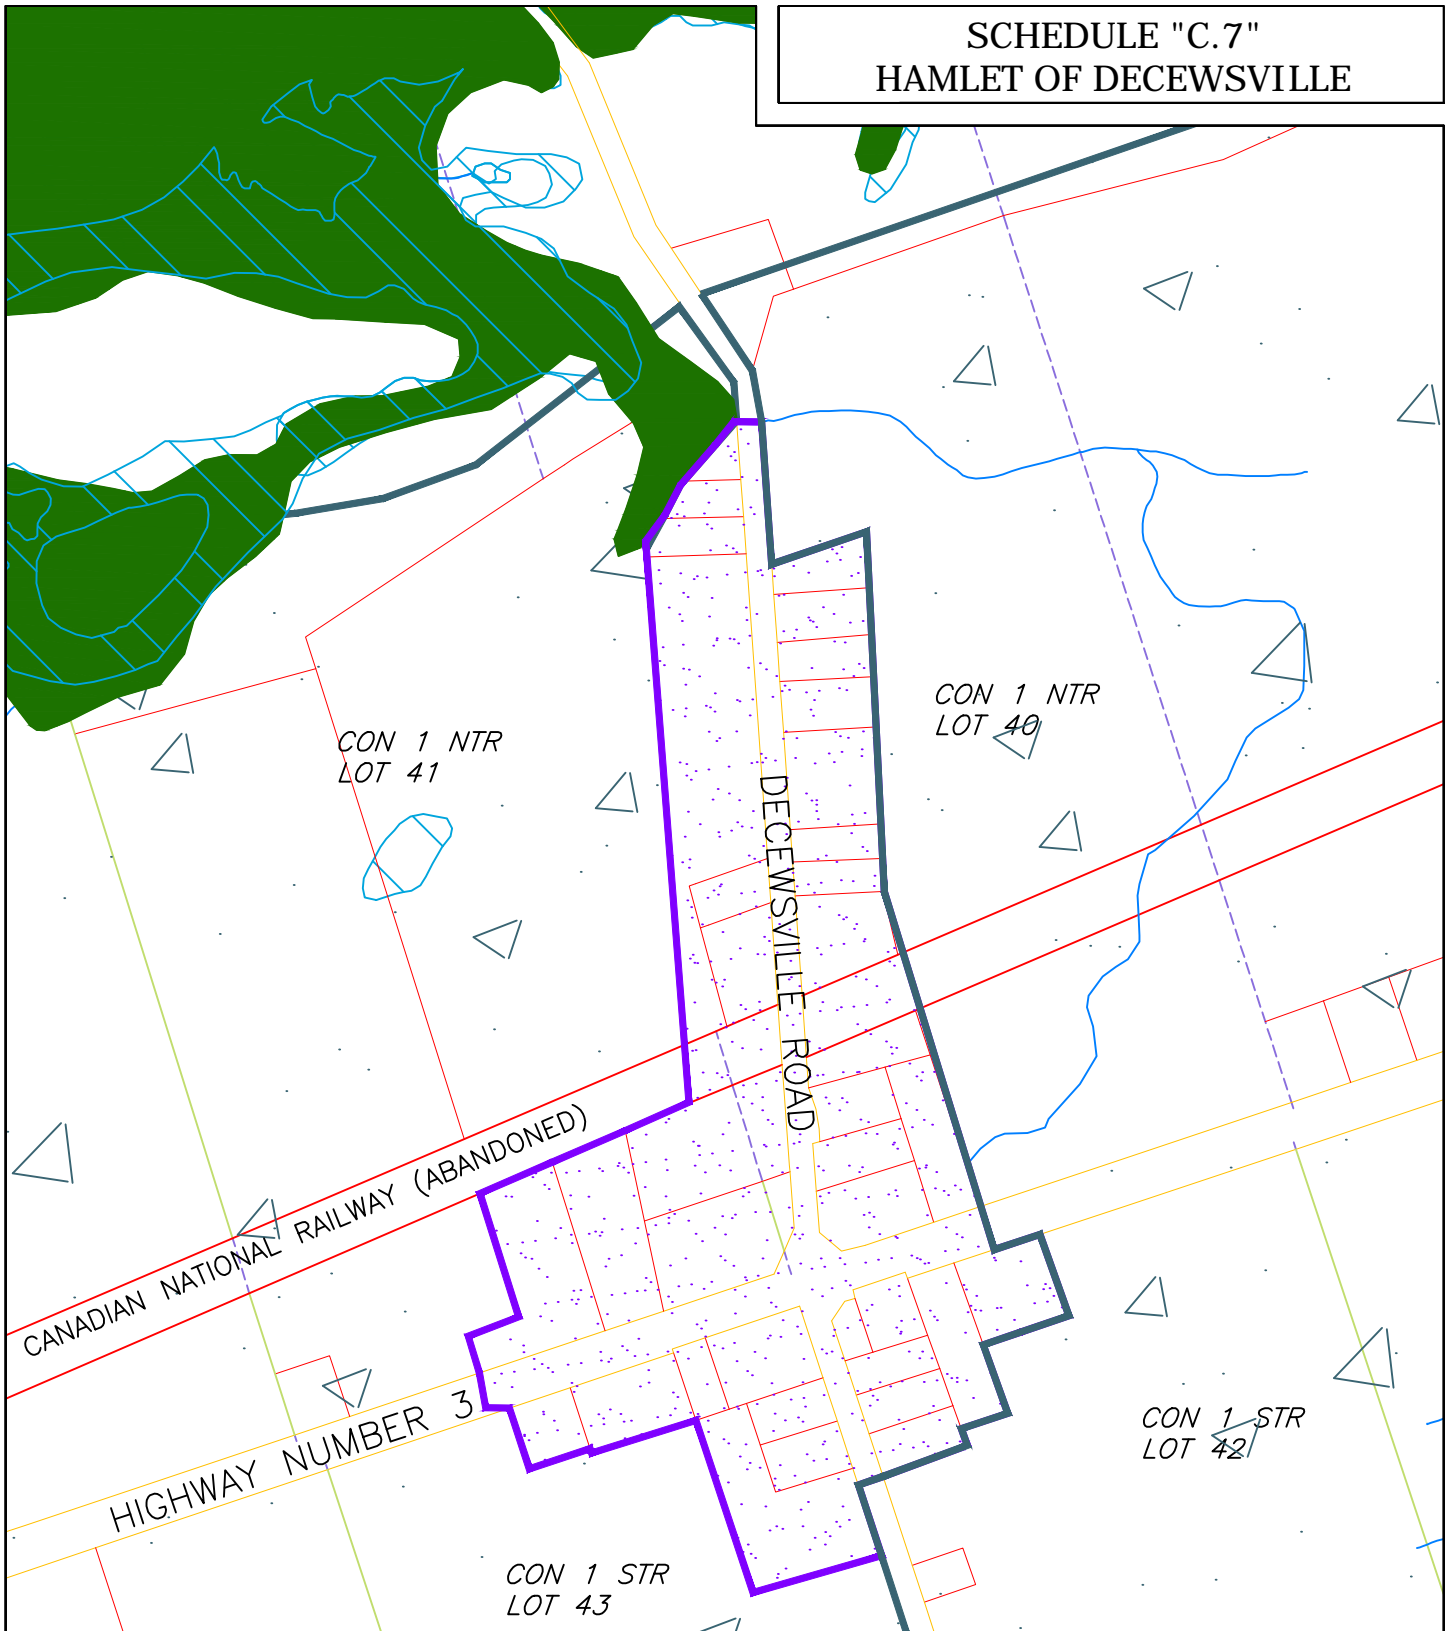 SCHEDULE "C.7"
HAMLET OF DECEWSVILLE
CON 1 NTR
LOT 40
CON 1 NTR
LOT 41
DECEWSVILLE ROAD
CANADIAN NATIONAL RAILWAY (ABANDONED)
HIGHWAY NUMBER 3
CON 1 STR
LOT 42
CON 1 STR
LOT 43